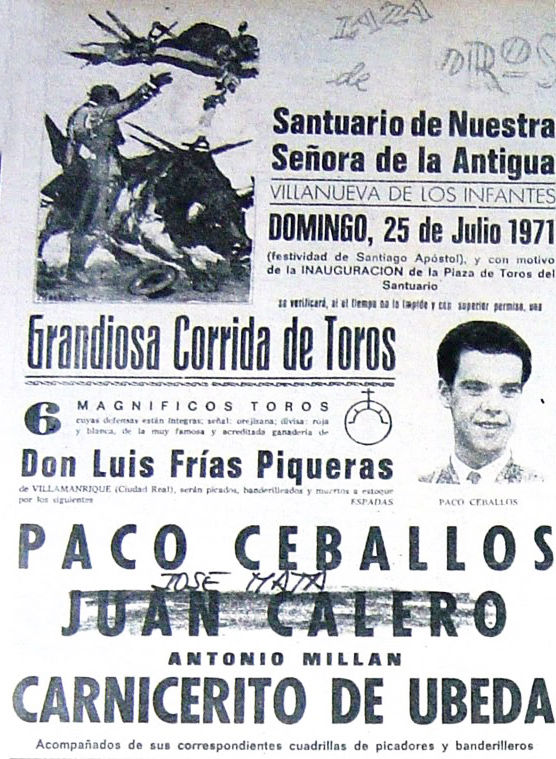 PLAZA
de TOROS
Santuario de Nuestra
Señora de la Antigua
VILLANUEVA DE LOS INFANTES
DOMINGO, 25 de Julio 1971
(festividad de Santiago Apóstol), y con motivo
de la INAUGURACION de la Plaza de Toros del
Santuario
se verificará, si el tiempo no lo impide y con superior permiso, una
Grandiosa Corrida de Toros
6 MAGNIFICOS TOROS
cuyas defensas están íntegras; señal: orejisana; divisa: roja
y blanca, de la muy famosa y acreditada ganadería de
Don Luis Frías Piqueras
de VILLAMANRIQUE (Ciudad Real), serán picados, banderilleados y muertos a estoque
por los siguientes ESPADAS
PACO CEBALLOS
PACO CEBALLOS
JOSE MATA
JUAN CALERO
ANTONIO MILLAN
CARNICERITO DE UBEDA
Acompañados de sus correspondientes cuadrillas de picadores y banderilleros